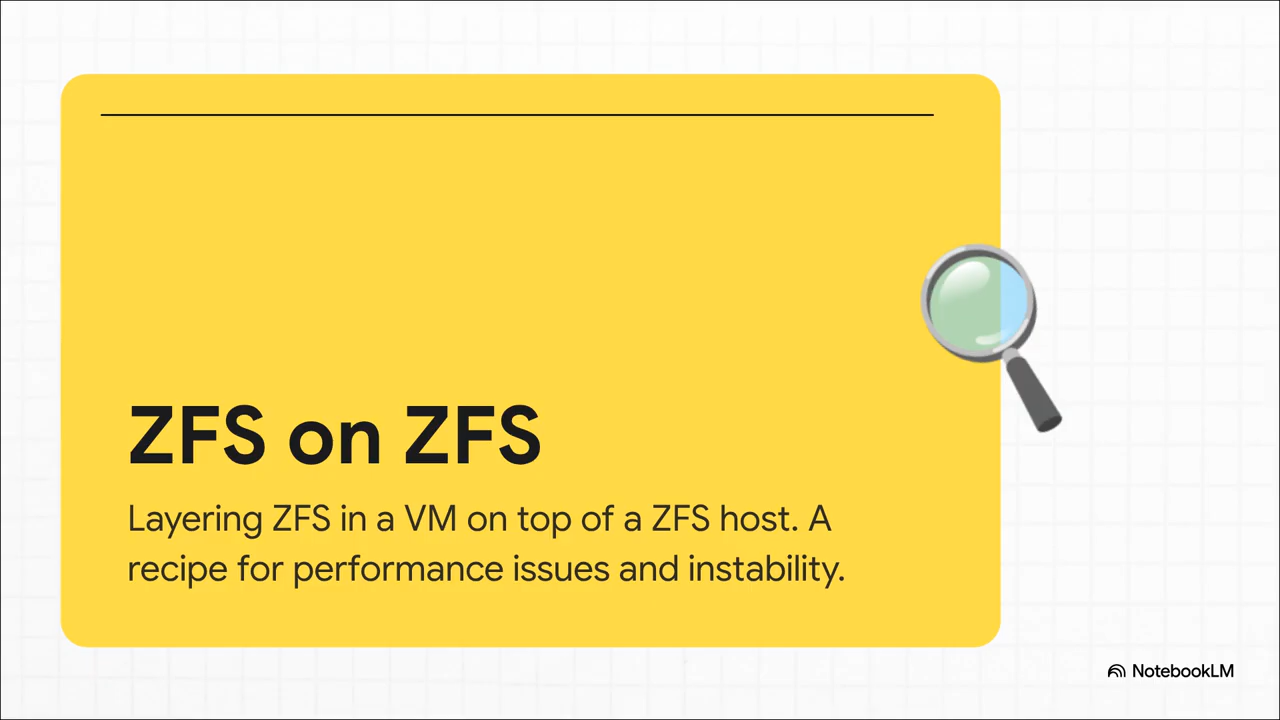 ZFS on ZFS
Layering ZFS in a VM on top of a ZFS host. A
recipe for performance issues and instability.
NotebookLM